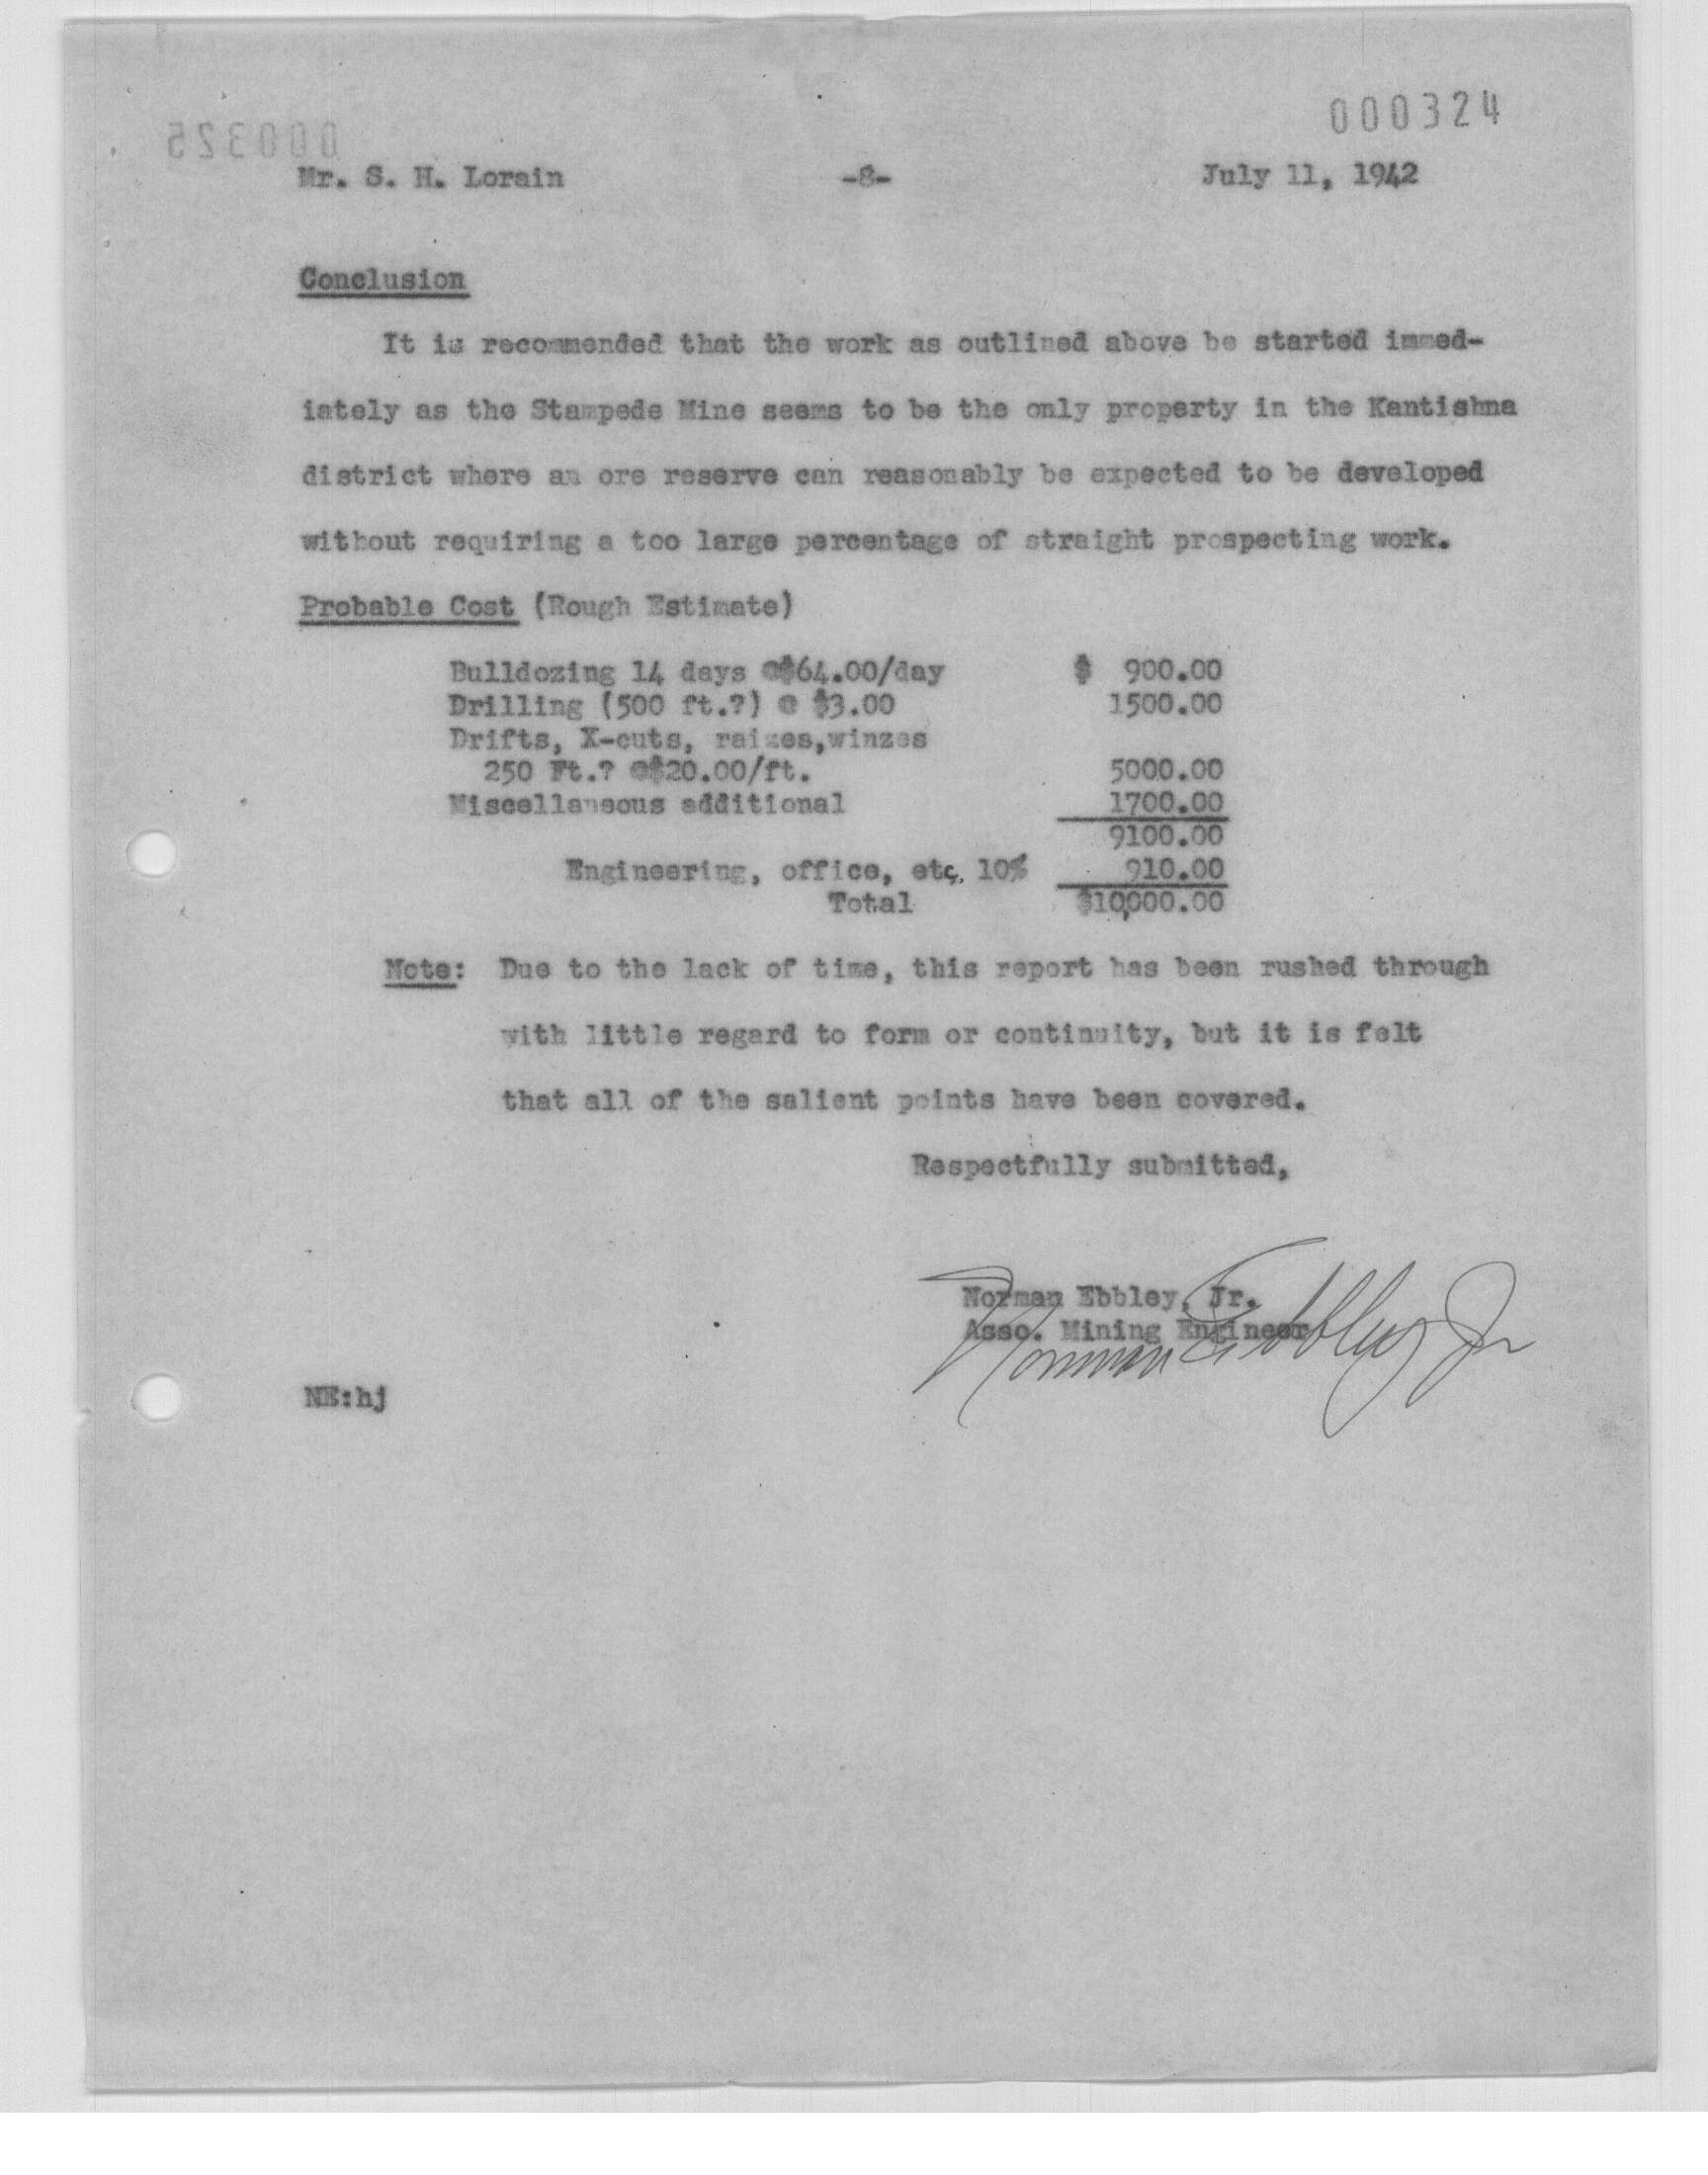 000324
000325
Mr. S. H. Lorain -8- July 11, 1942
Conclusion
It is recommended that the work as outlined above be started immed-
iately as the Stampede Mine seems to be the only property in the Kantishna
district where an ore reserve can reasonably be expected to be developed
without requiring a too large percentage of straight prospecting work.
Probable Cost (Rough Estimate)
Bulldozing 14 days @$64.00/day $ 900.00
Drilling (500 ft.?) @ $3.00 1500.00
Drifts, X-cuts, raizes,winzes
250 Ft.? @$20.00/ft. 5000.00
Miscellaneous additional 1700.00
9100.00
Engineering, office, etc. 10% 910.00
Total $10,000.00
Note: Due to the lack of time, this report has been rushed through
with little regard to form or continuity, but it is felt
that all of the salient points have been covered.
Respectfully submitted,
Norman Ebbley, Jr.
Asso. Mining Engineer
Norman Ebbley Jr
NE:hj